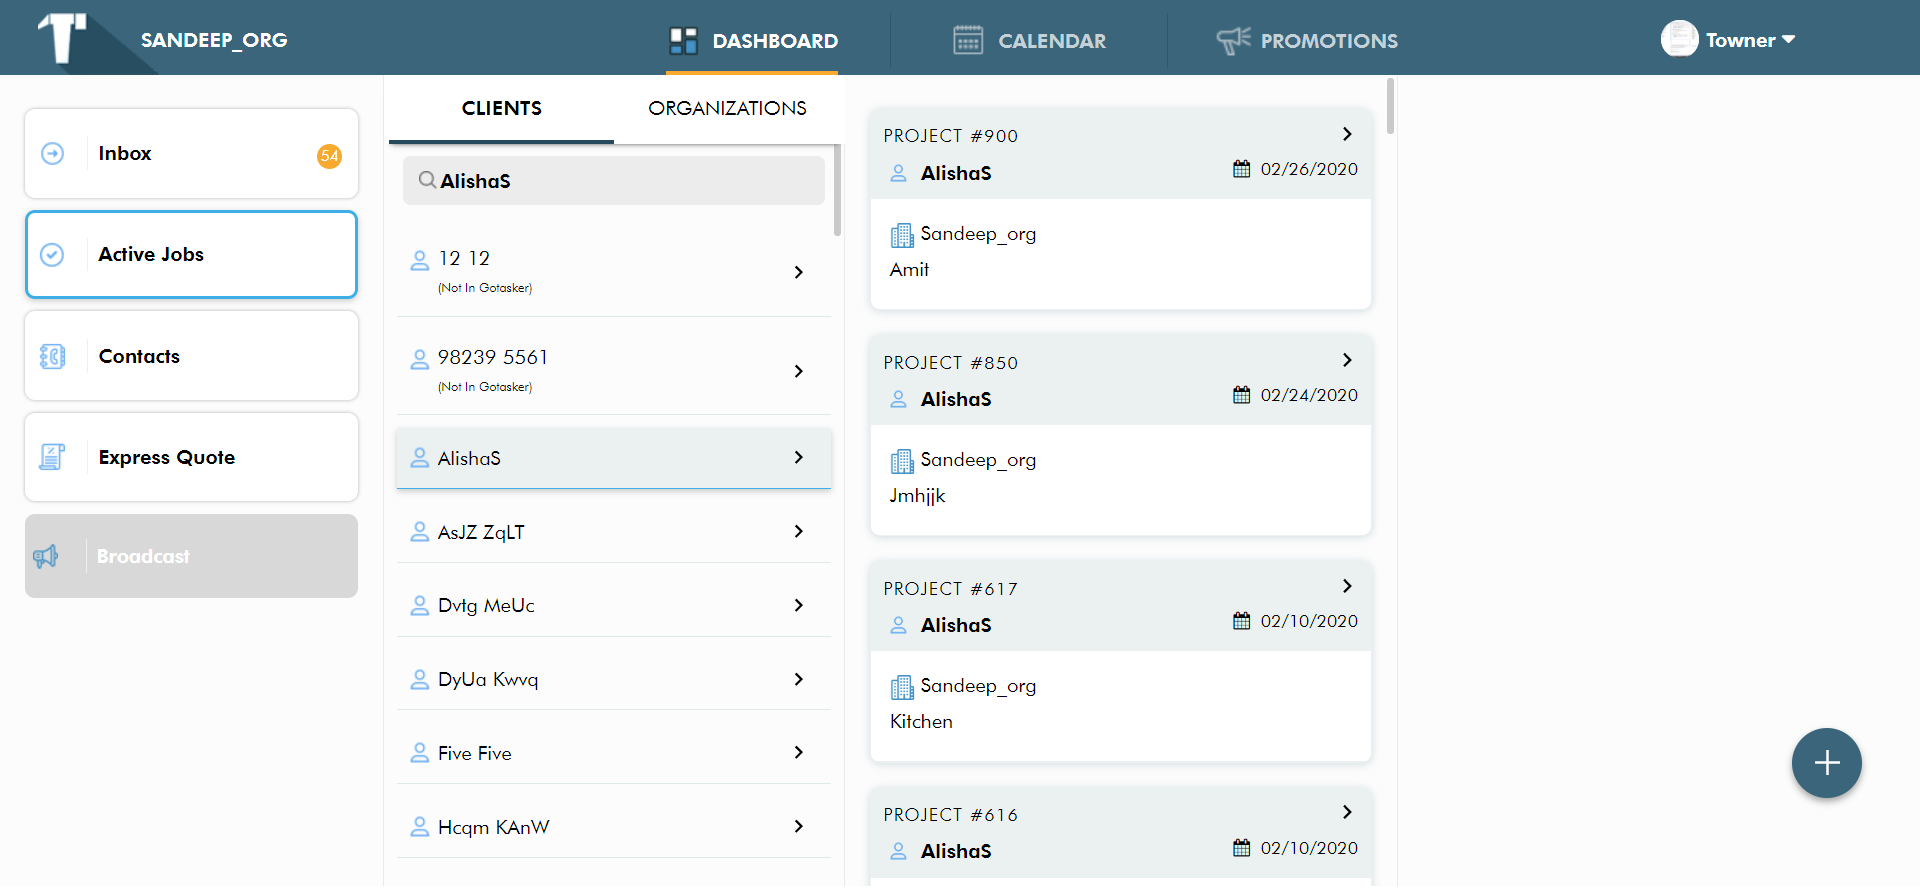 SANDEEP_ORG
DASHBOARD
CALENDAR
PROMOTIONS
Towner
Inbox
54
Active Jobs
Contacts
Express Quote
Broadcast
CLIENTS
ORGANIZATIONS
AlishaS
12 12
(Not In Gotasker)
98239 5561
(Not In Gotasker)
AlishaS
AsJZ ZqLT
Dvtg MeUc
DyUa Kwvq
Five Five
Hcqm KAnW
PROJECT #900
AlishaS
02/26/2020
Sandeep_org
Amit
PROJECT #850
AlishaS
02/24/2020
Sandeep_org
Jmhjjk
PROJECT #617
AlishaS
02/10/2020
Sandeep_org
Kitchen
PROJECT #616
AlishaS
02/10/2020